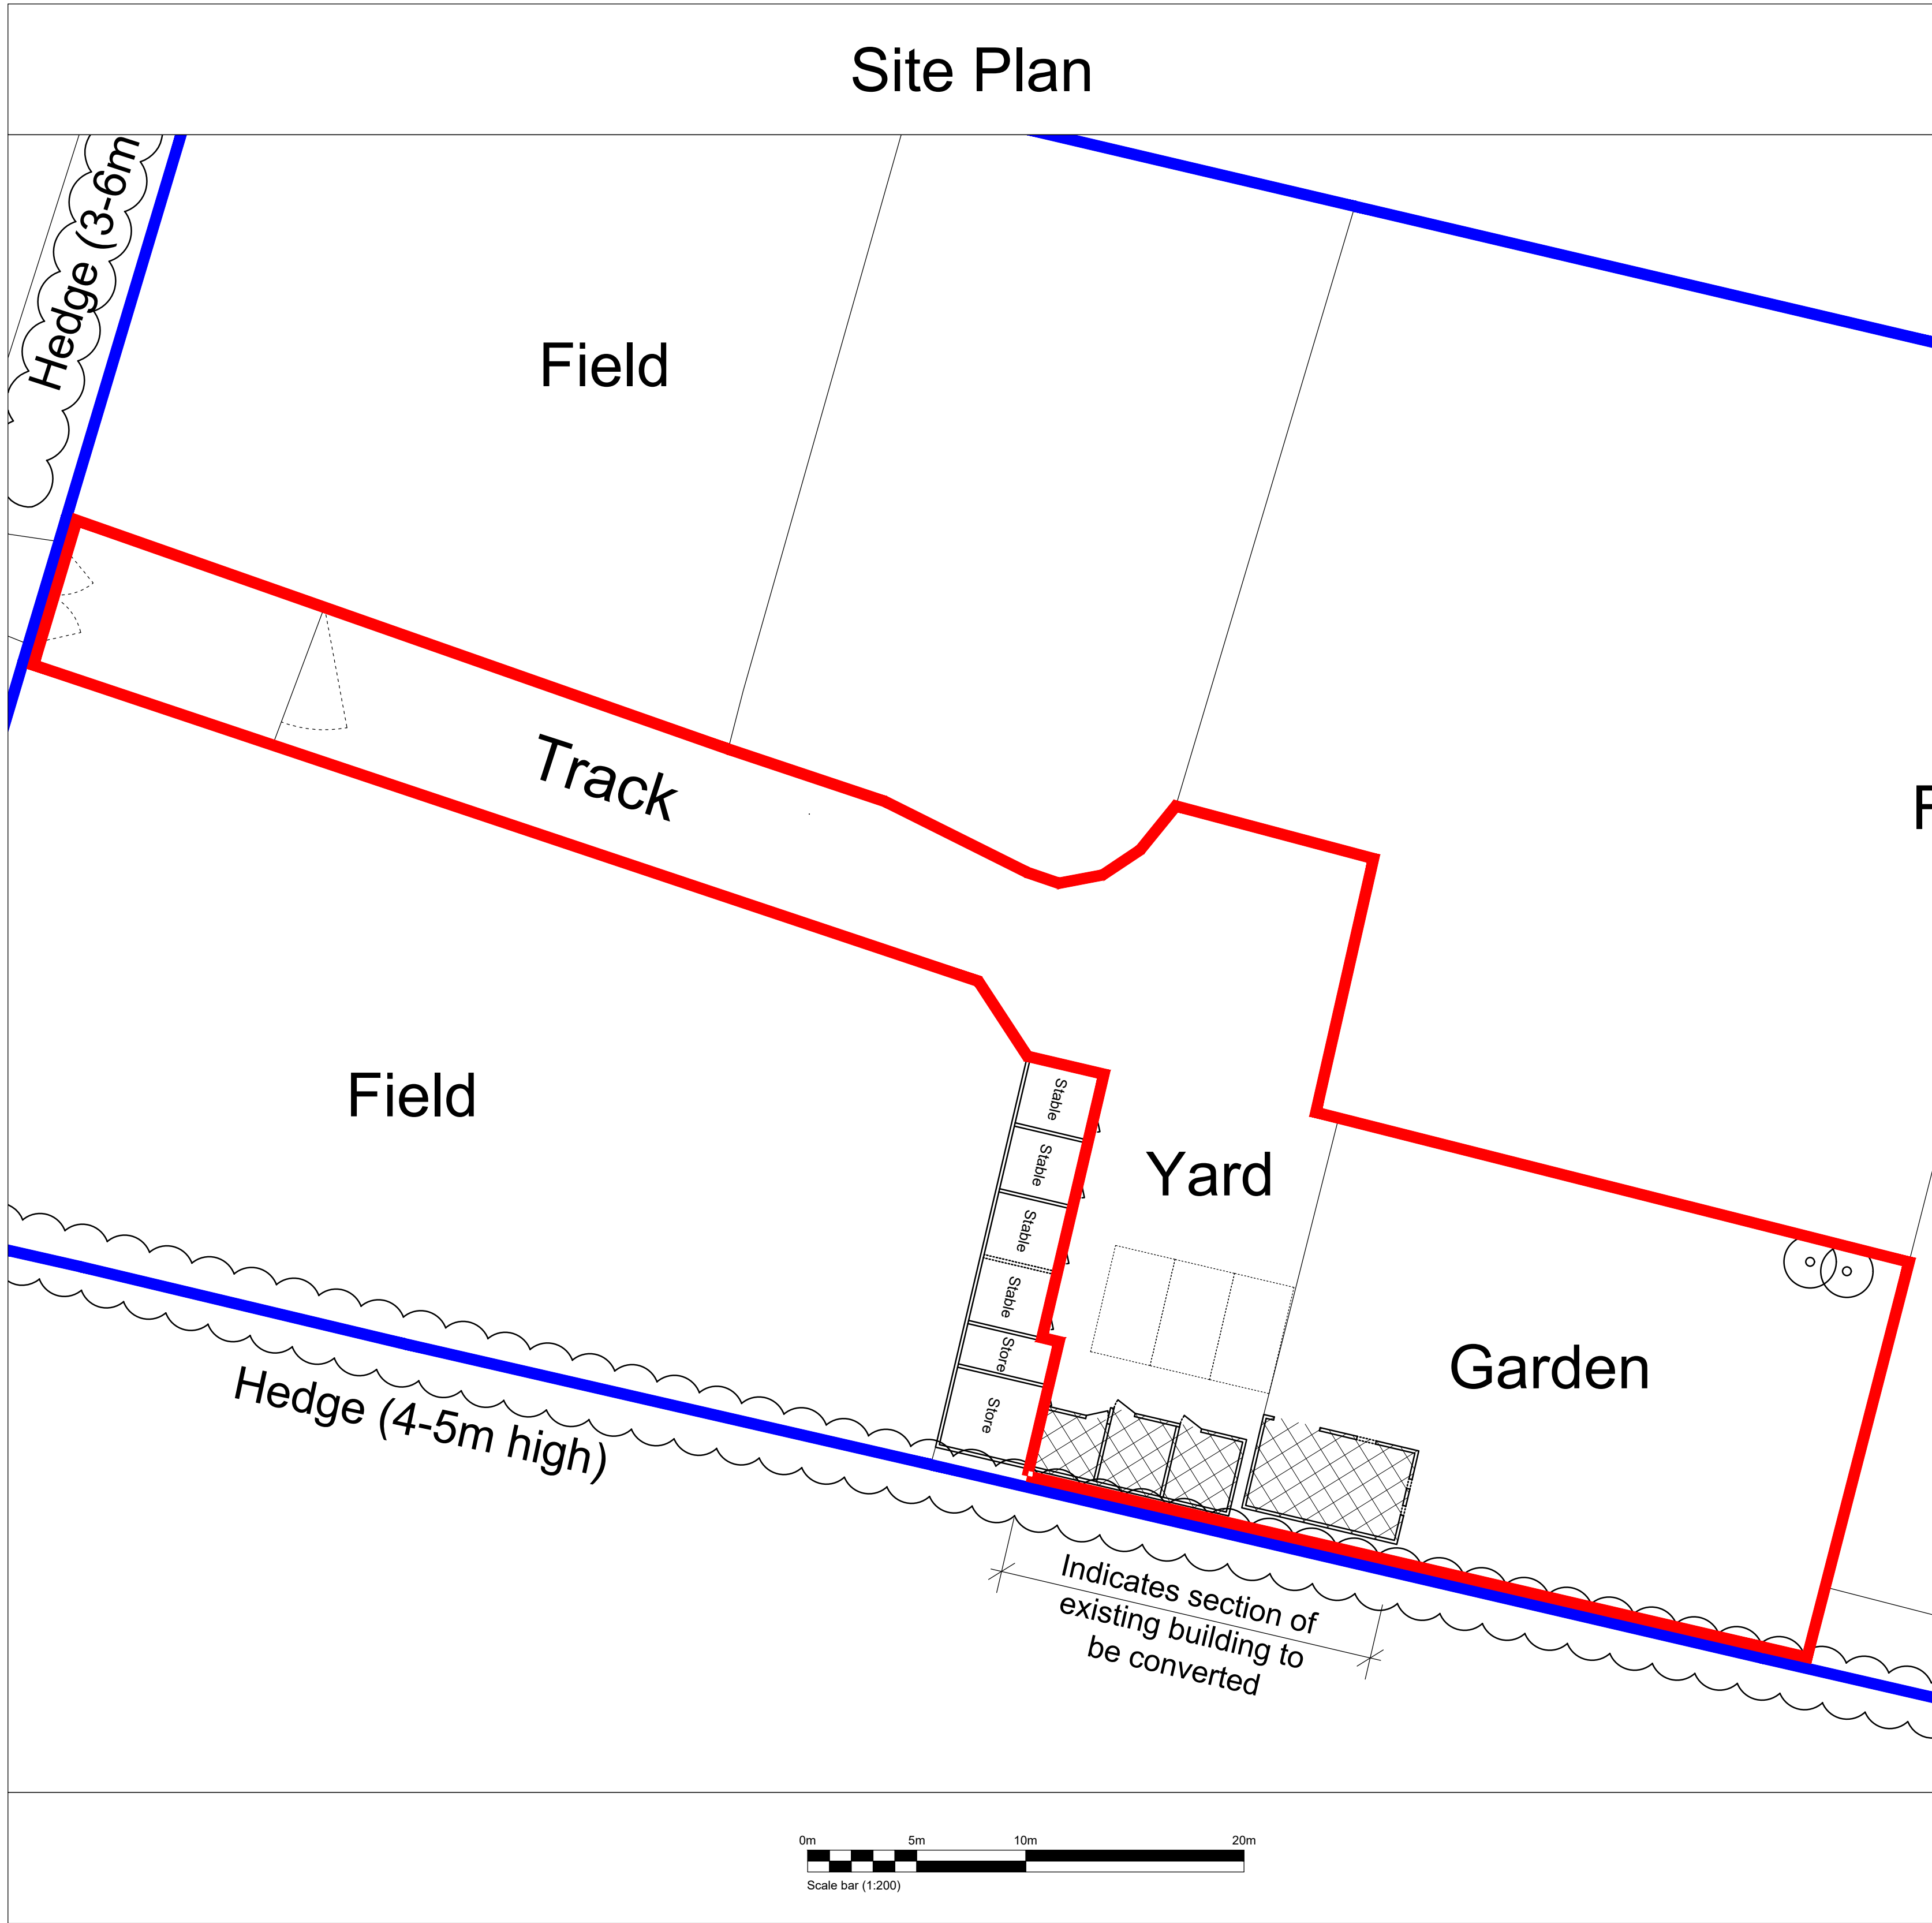 Site Plan
Hedge (3-6m
Field
Track
Field
Stable
Stable
Stable
Stable
Store
Store
Yard
Garden
Hedge (4-5m high)
Indicates section of
existing building to
be converted
0m 5m 10m 20m
Scale bar (1:200)